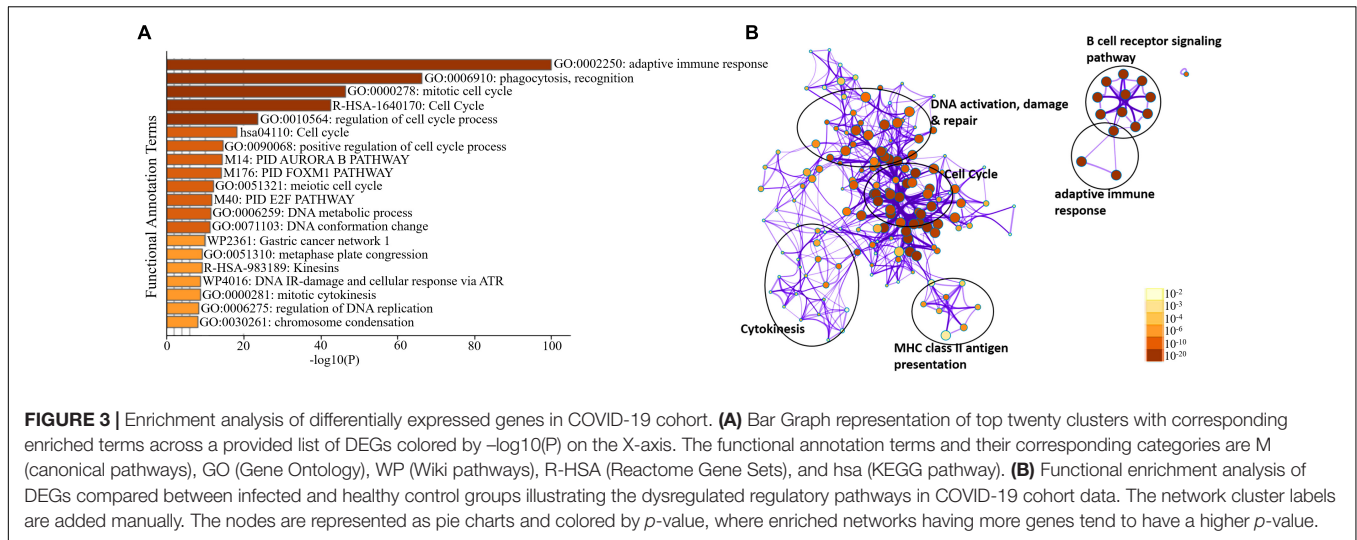 A
Functional Annotation Terms
GO:0002250: adaptive immune response
GO:0006910: phagocytosis, recognition
GO:0000278: mitotic cell cycle
R-HSA-1640170: Cell Cycle
GO:0010564: regulation of cell cycle process
hsa04110: Cell cycle
GO:0090068: positive regulation of cell cycle process
M14: PID AURORA B PATHWAY
M176: PID FOXM1 PATHWAY
GO:0051321: meiotic cell cycle
M40: PID E2F PATHWAY
GO:0006259: DNA metabolic process
GO:0071103: DNA conformation change
WP2361: Gastric cancer network 1
GO:0051310: metaphase plate congression
R-HSA-983189: Kinesins
WP4016: DNA IR-damage and cellular response via ATR
GO:0000281: mitotic cytokinesis
GO:0006275: regulation of DNA replication
GO:0030261: chromosome condensation
0 20 40 60 80 100
-log10(P)
B
B cell receptor signaling
pathway
DNA activation, damage
& repair
Cell Cycle
adaptive immune
response
Cytokinesis
MHC class II antigen
presentation
10-2
10-3
10-4
10-6
10-10
10-20
FIGURE 3 | Enrichment analysis of differentially expressed genes in COVID-19 cohort. (A) Bar Graph representation of top twenty clusters with corresponding
enriched terms across a provided list of DEGs colored by –log10(P) on the X-axis. The functional annotation terms and their corresponding categories are M
(canonical pathways), GO (Gene Ontology), WP (Wiki pathways), R-HSA (Reactome Gene Sets), and hsa (KEGG pathway). (B) Functional enrichment analysis of
DEGs compared between infected and healthy control groups illustrating the dysregulated regulatory pathways in COVID-19 cohort data. The network cluster labels
are added manually. The nodes are represented as pie charts and colored by p-value, where enriched networks having more genes tend to have a higher p-value.